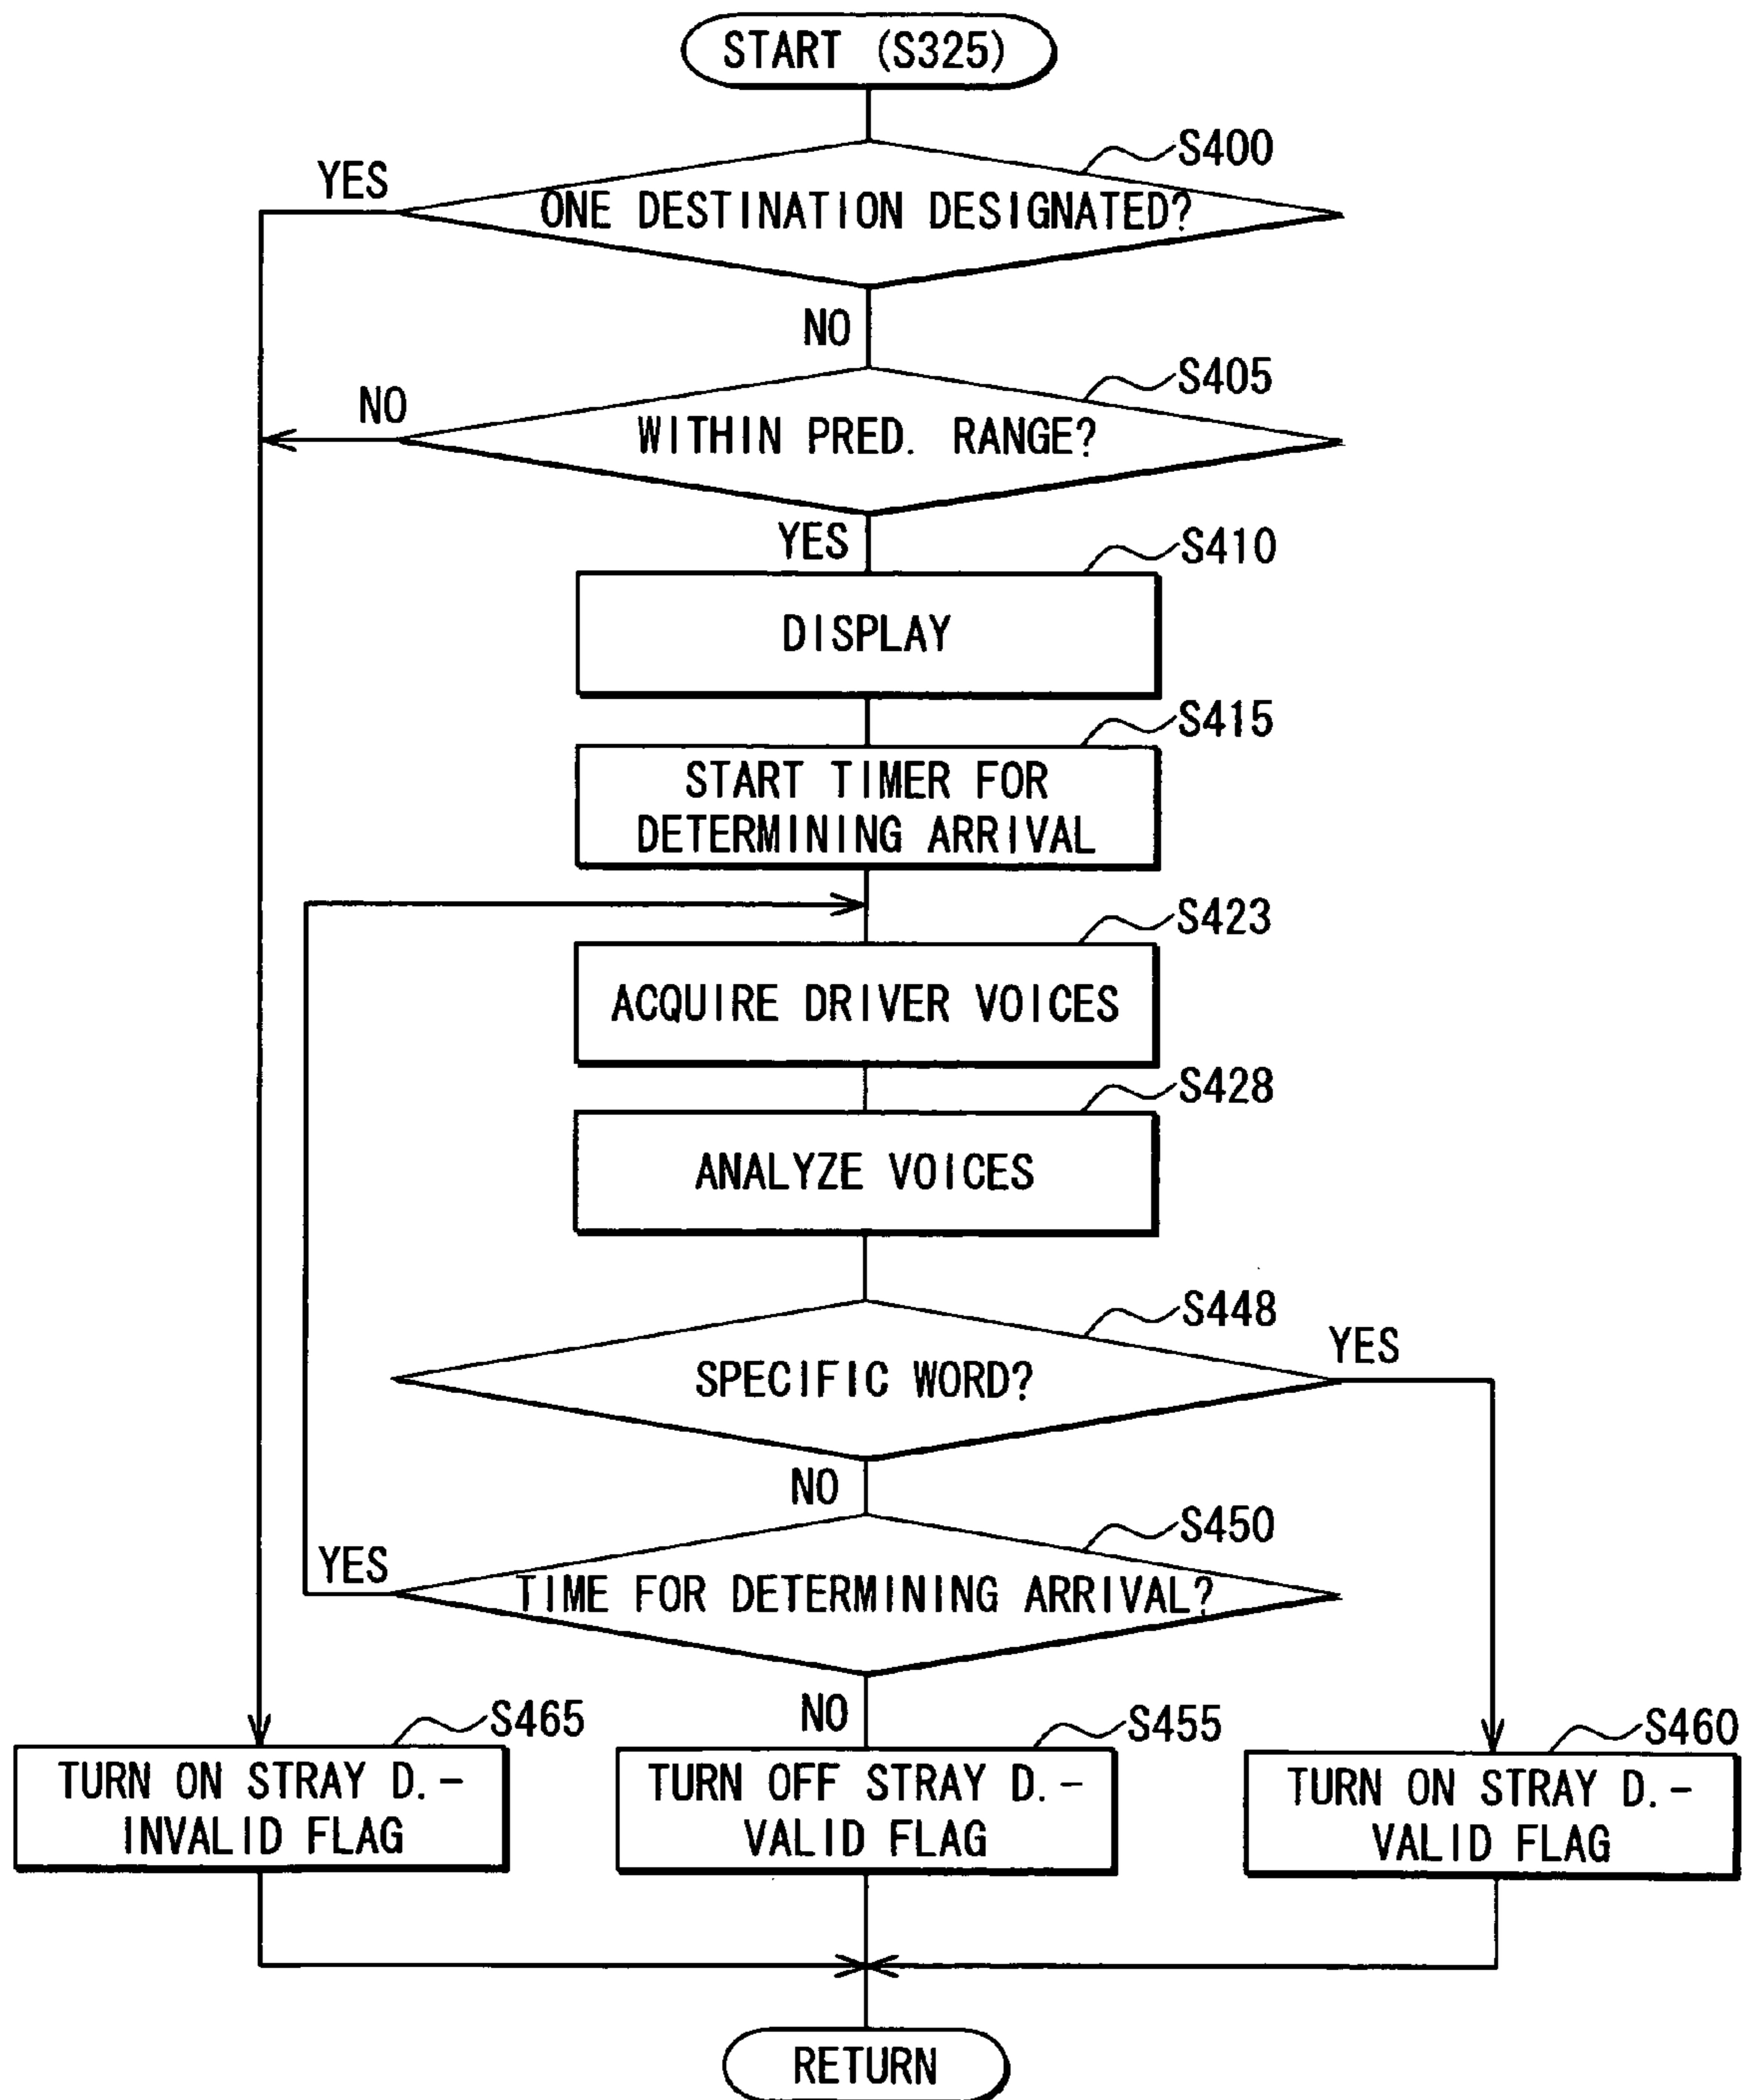 START (S325)
S400
YES
ONE DESTINATION DESIGNATED?
NO
S405
NO
WITHIN PRED. RANGE?
YES
S410
DISPLAY
S415
START TIMER FOR
DETERMINING ARRIVAL
S423
ACQUIRE DRIVER VOICES
S428
ANALYZE VOICES
S448
YES
SPECIFIC WORD?
NO
S450
YES
TIME FOR DETERMINING ARRIVAL?
NO
S465
TURN ON STRAY D.-
INVALID FLAG
S455
TURN OFF STRAY D.-
VALID FLAG
S460
TURN ON STRAY D.-
VALID FLAG
RETURN